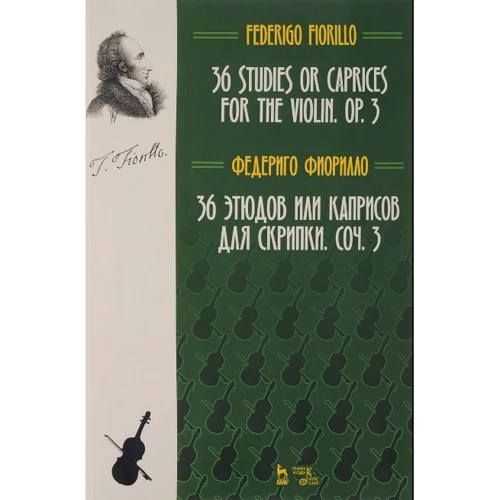 FEDERIGO FIORILLO
36 STUDIES OR CAPRICES
FOR THE VIOLIN. OP. 3
F. Fiorillo.
ФЕДЕРИГО ФИОРИЛЛО
36 ЭТЮДОВ ИЛИ КАПРИСОВ
ДЛЯ СКРИПКИ. СОЧ. 3